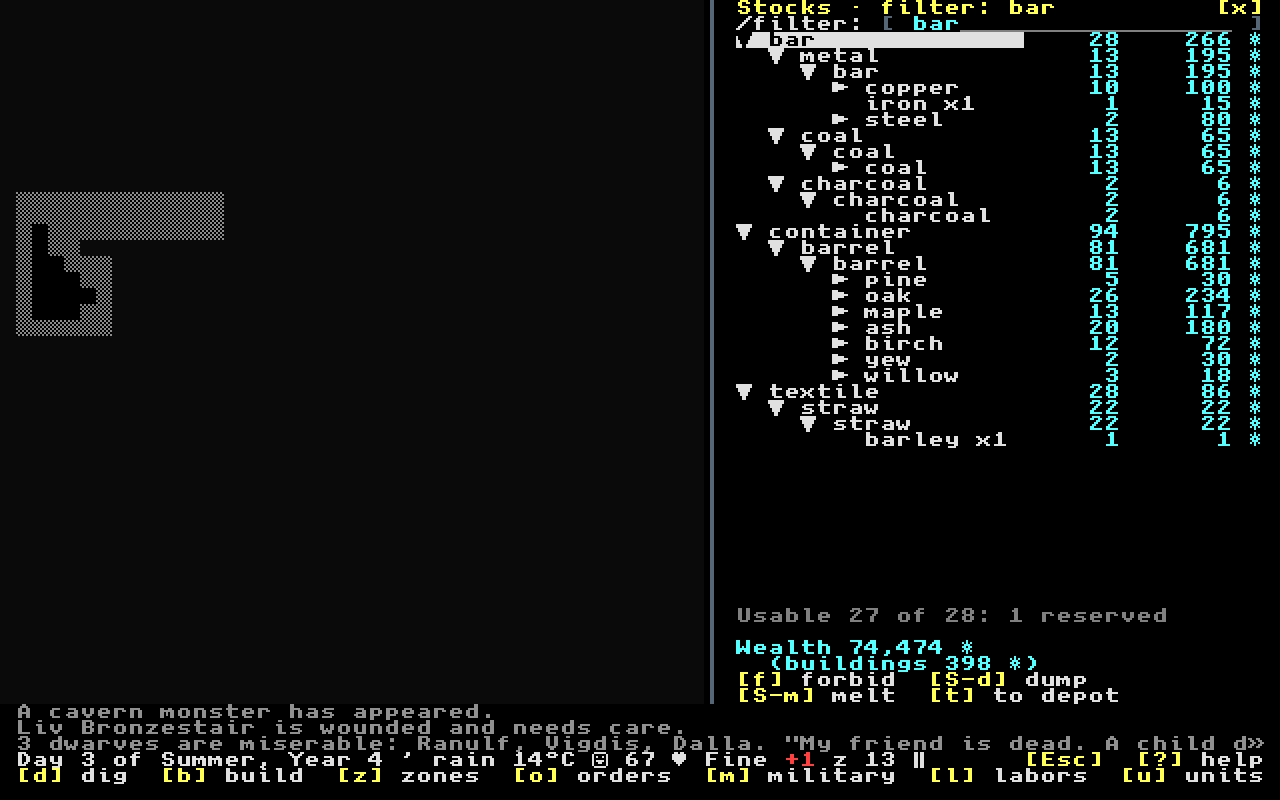 Stocks · filter: bar [x]
/filter: [ bar ]
▼ bar 28 266 *
▼ metal 13 195 *
▼ bar 13 195 *
► copper 10 100 *
iron x1 1 15 *
► steel 2 80 *
▼ coal 13 65 *
▼ coal 13 65 *
► coal 13 65 *
▼ charcoal 2 6 *
▼ charcoal 2 6 *
charcoal 2 6 *
▼ container 94 795 *
▼ barrel 81 681 *
▼ barrel 81 681 *
► pine 5 30 *
► oak 26 234 *
► maple 13 117 *
► ash 20 180 *
► birch 12 72 *
► yew 2 30 *
► willow 3 18 *
▼ textile 28 86 *
▼ straw 22 22 *
▼ straw 22 22 *
barley x1 1 1 *
Usable 27 of 28: 1 reserved
Wealth 74,474 *
(buildings 398 *)
[f] forbid [S-d] dump
[S-m] melt [t] to depot
A cavern monster has appeared.
Liv Bronzestair is wounded and needs care.
3 dwarves are miserable: Ranulf, Vigdis, Dalla. "My friend is dead. A child d»
Day 3 of Summer, Year 4 ' rain 14°C ☺ 67 ♥ Fine +1 z 13 ‖ [Esc] [?] help
[d] dig [b] build [z] zones [o] orders [m] military [l] labors [u] units